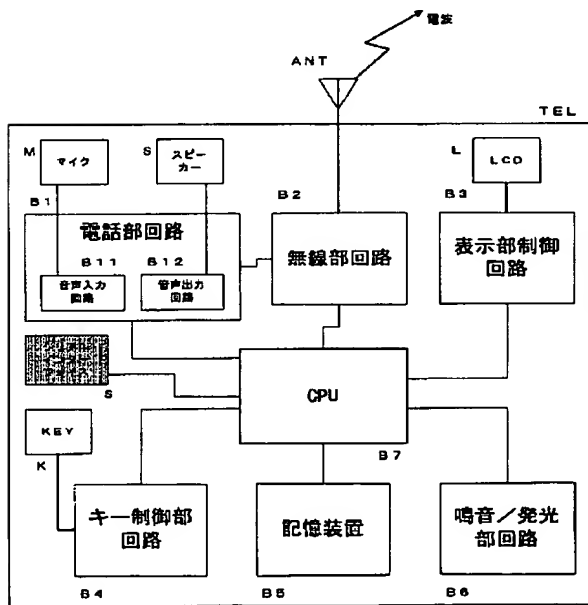 電波
ANT
TEL
M
マイク
S
スピー
カー
L
LCD
B1
B2
B3
電話部回路
B11
B12
音声入力
回路
音声出力
回路
無線部回路
表示部制御
回路
S
CPU
B7
KEY
K
キー制御部
回路
記憶装置
鳴音／発光
部回路
B4
B5
B6